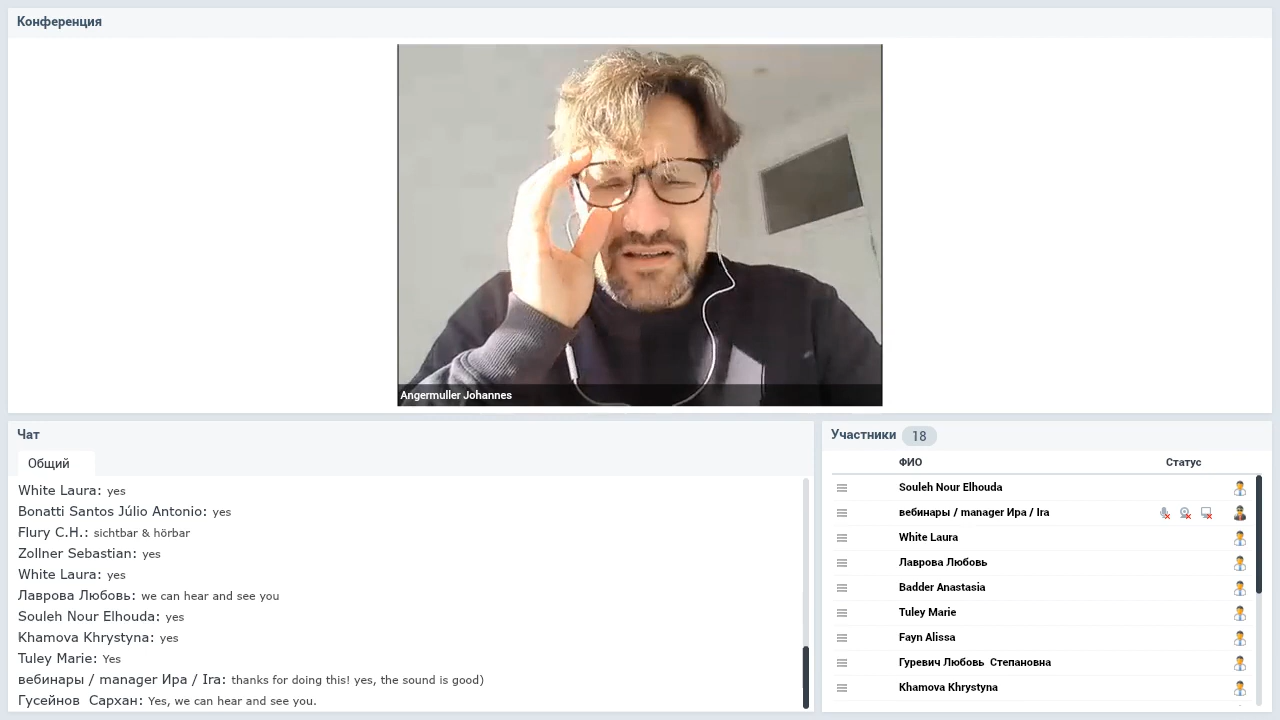 Конференция
Angermuller Johannes
Чат
Общий
White Laura: yes
Bonatti Santos Júlio Antonio: yes
Flury C.H.: sichtbar & hörbar
Zollner Sebastian: yes
White Laura: yes
Лаврова Любовь: we can hear and see you
Souleh Nour Elhouda: yes
Khamova Khrystyna: yes
Tuley Marie: Yes
вебинары / manager Ира / Ira: thanks for doing this! yes, the sound is good)
Гусейнов Сархан: Yes, we can hear and see you.
Участники 18
ФИО Статус
Souleh Nour Elhouda
вебинары / manager Ира / Ira
White Laura
Лаврова Любовь
Badder Anastasia
Tuley Marie
Fayn Alissa
Гуревич Любовь Степановна
Khamova Khrystyna